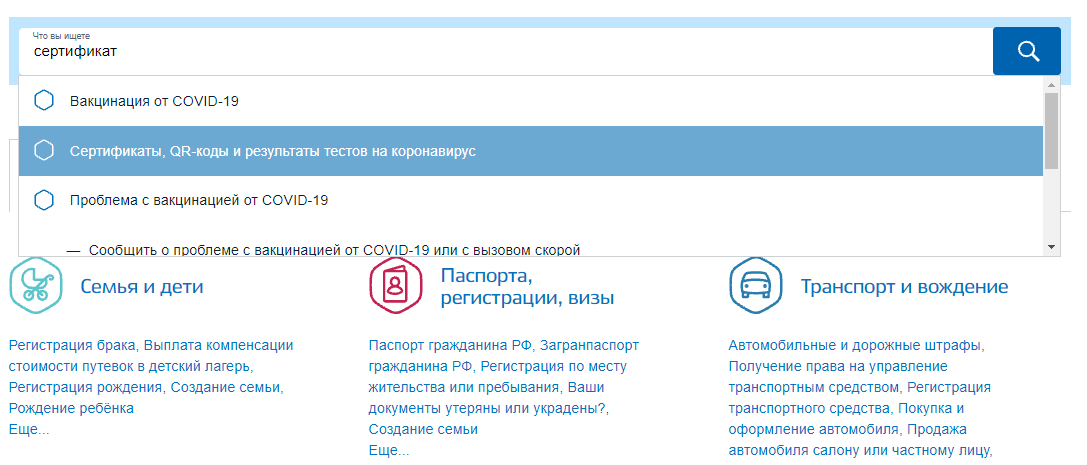 Что вы ищете
сертификат
Вакцинация от COVID-19
Сертификаты, QR-коды и результаты тестов на коронавирус
Проблема с вакцинацией от COVID-19
— Сообщить о проблеме с вакцинацией от COVID-19 или с вызовом скорой
Семья и дети
Регистрация брака, Выплата компенсации
стоимости путевок в детский лагерь,
Регистрация рождения, Создание семьи,
Рождение ребёнка
Еще...
Паспорта,
регистрации, визы
Паспорт гражданина РФ, Загранпаспорт
гражданина РФ, Регистрация по месту
жительства или пребывания, Ваши
документы утеряны или украдены?,
Создание семьи
Еще...
Транспорт и вождение
Автомобильные и дорожные штрафы,
Получение права на управление
транспортным средством, Регистрация
транспортного средства, Покупка и
оформление автомобиля, Продажа
автомобиля салону или частному лицу,